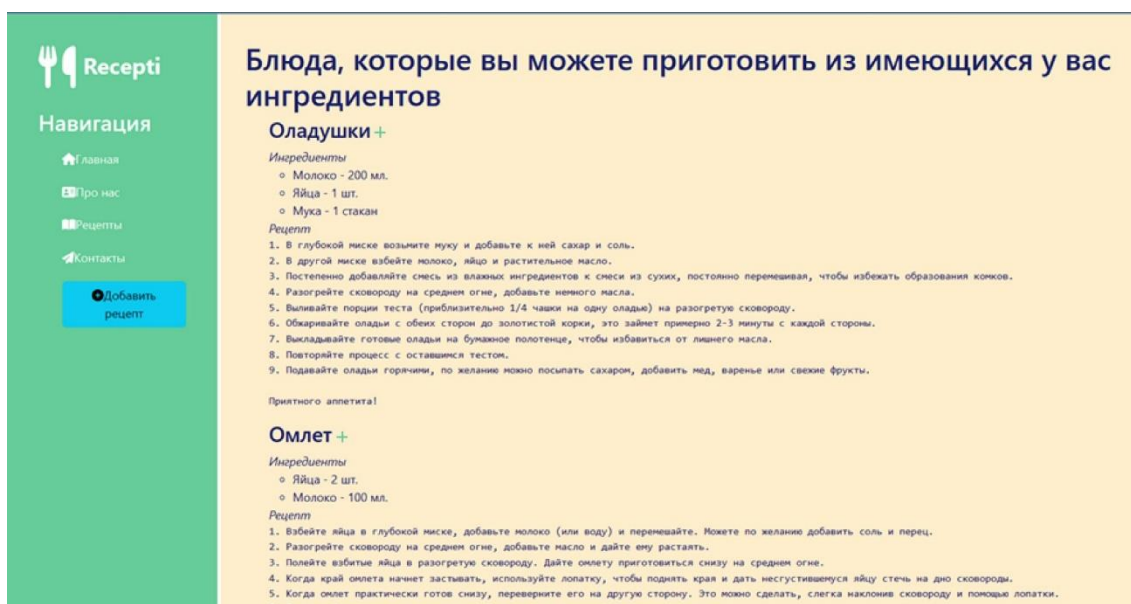 Recepti
Навигация
Главная
Про нас
Рецепты
Контакты
Добавить
рецепт
Блюда, которые вы можете приготовить из имеющихся у вас
ингредиентов
Оладушки +
Ингредиенты
Молоко - 200 мл.
Яйца - 1 шт.
Мука - 1 стакан
Рецепт
1. В глубокой миске возьмите муку и добавьте к ней сахар и соль.
2. В другой миске взбейте молоко, яйцо и растительное масло.
3. Постепенно добавляйте смесь из влажных ингредиентов к смеси из сухих, постоянно перемешивая, чтобы избежать образования комков.
4. Разогрейте сковороду на среднем огне, добавьте немного масла.
5. Выливайте порции теста (приблизительно 1/4 чашки на одну оладью) на разогретую сковороду.
6. Обжаривайте оладьи с обеих сторон до золотистой корки, это займет примерно 2-3 минуты с каждой стороны.
7. Выкладывайте готовые оладьи на бумажное полотенце, чтобы избавиться от лишнего масла.
8. Повторяйте процесс с оставшимся тестом.
9. Подавайте оладьи горячими, по желанию можно посыпать сахаром, добавить мед, варенье или свежие фрукты.
Приятного аппетита!
Омлет +
Ингредиенты
Яйца - 2 шт.
Молоко - 100 мл.
Рецепт
1. Взбейте яйца в глубокой миске, добавьте молоко (или воду) и перемешайте. Можете по желанию добавить соль и перец.
2. Разогрейте сковороду на среднем огне, добавьте масло и дайте ему растаять.
3. Полейте взбитые яйца в разогретую сковороду. Дайте омлету приготовиться снизу на среднем огне.
4. Когда край омлета начнет застывать, используйте лопатку, чтобы поднять края и дать несгустившемуся яйцу стечь на дно сковороды.
5. Когда омлет практически готов снизу, переверните его на другую сторону. Это можно сделать, слегка наклонив сковороду и помощью лопатки.